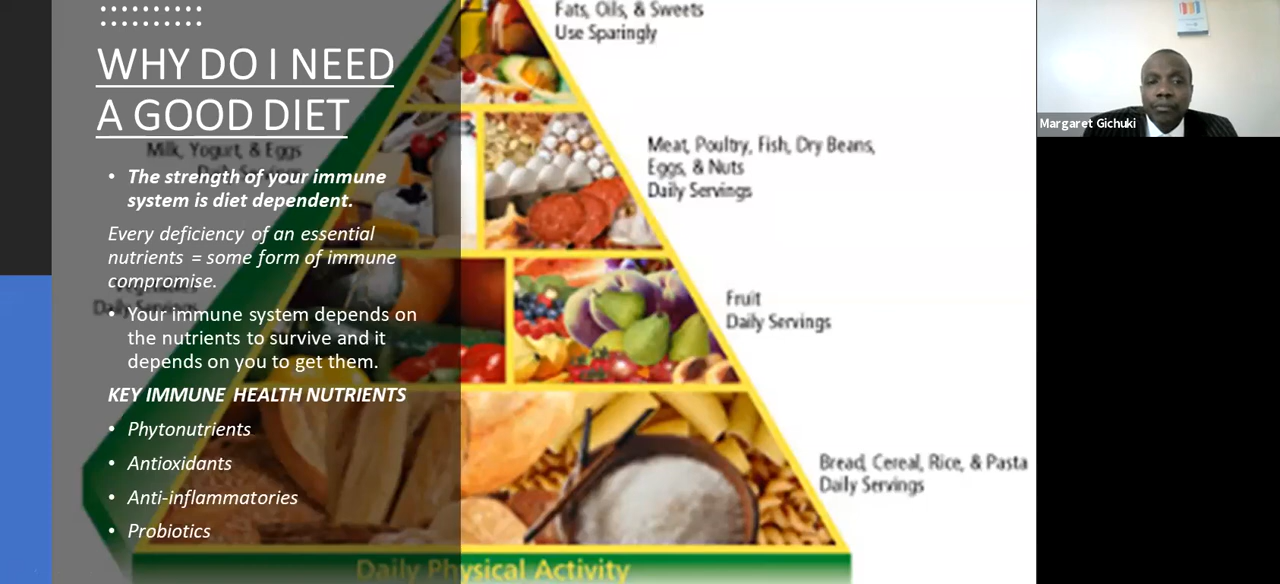 WHY DO I NEED
A GOOD DIET
• The strength of your immune
system is diet dependent.
Every deficiency of an essential
nutrients = some form of immune
compromise.
• Your immune system depends on
the nutrients to survive and it
depends on you to get them.
KEY IMMUNE HEALTH NUTRIENTS
• Phytonutrients
• Antioxidants
• Anti-inflammatories
• Probiotics
Milk, Yogurt, & Eggs
Daily Servings
Fats, Oils, & Sweets
Use Sparingly
Meat, Poultry, Fish, Dry Beans,
Eggs, & Nuts
Daily Servings
Fruit
Daily Servings
Bread, Cereal, Rice, & Pasta
Daily Servings
Daily Physical Activity
Margaret Gichuki